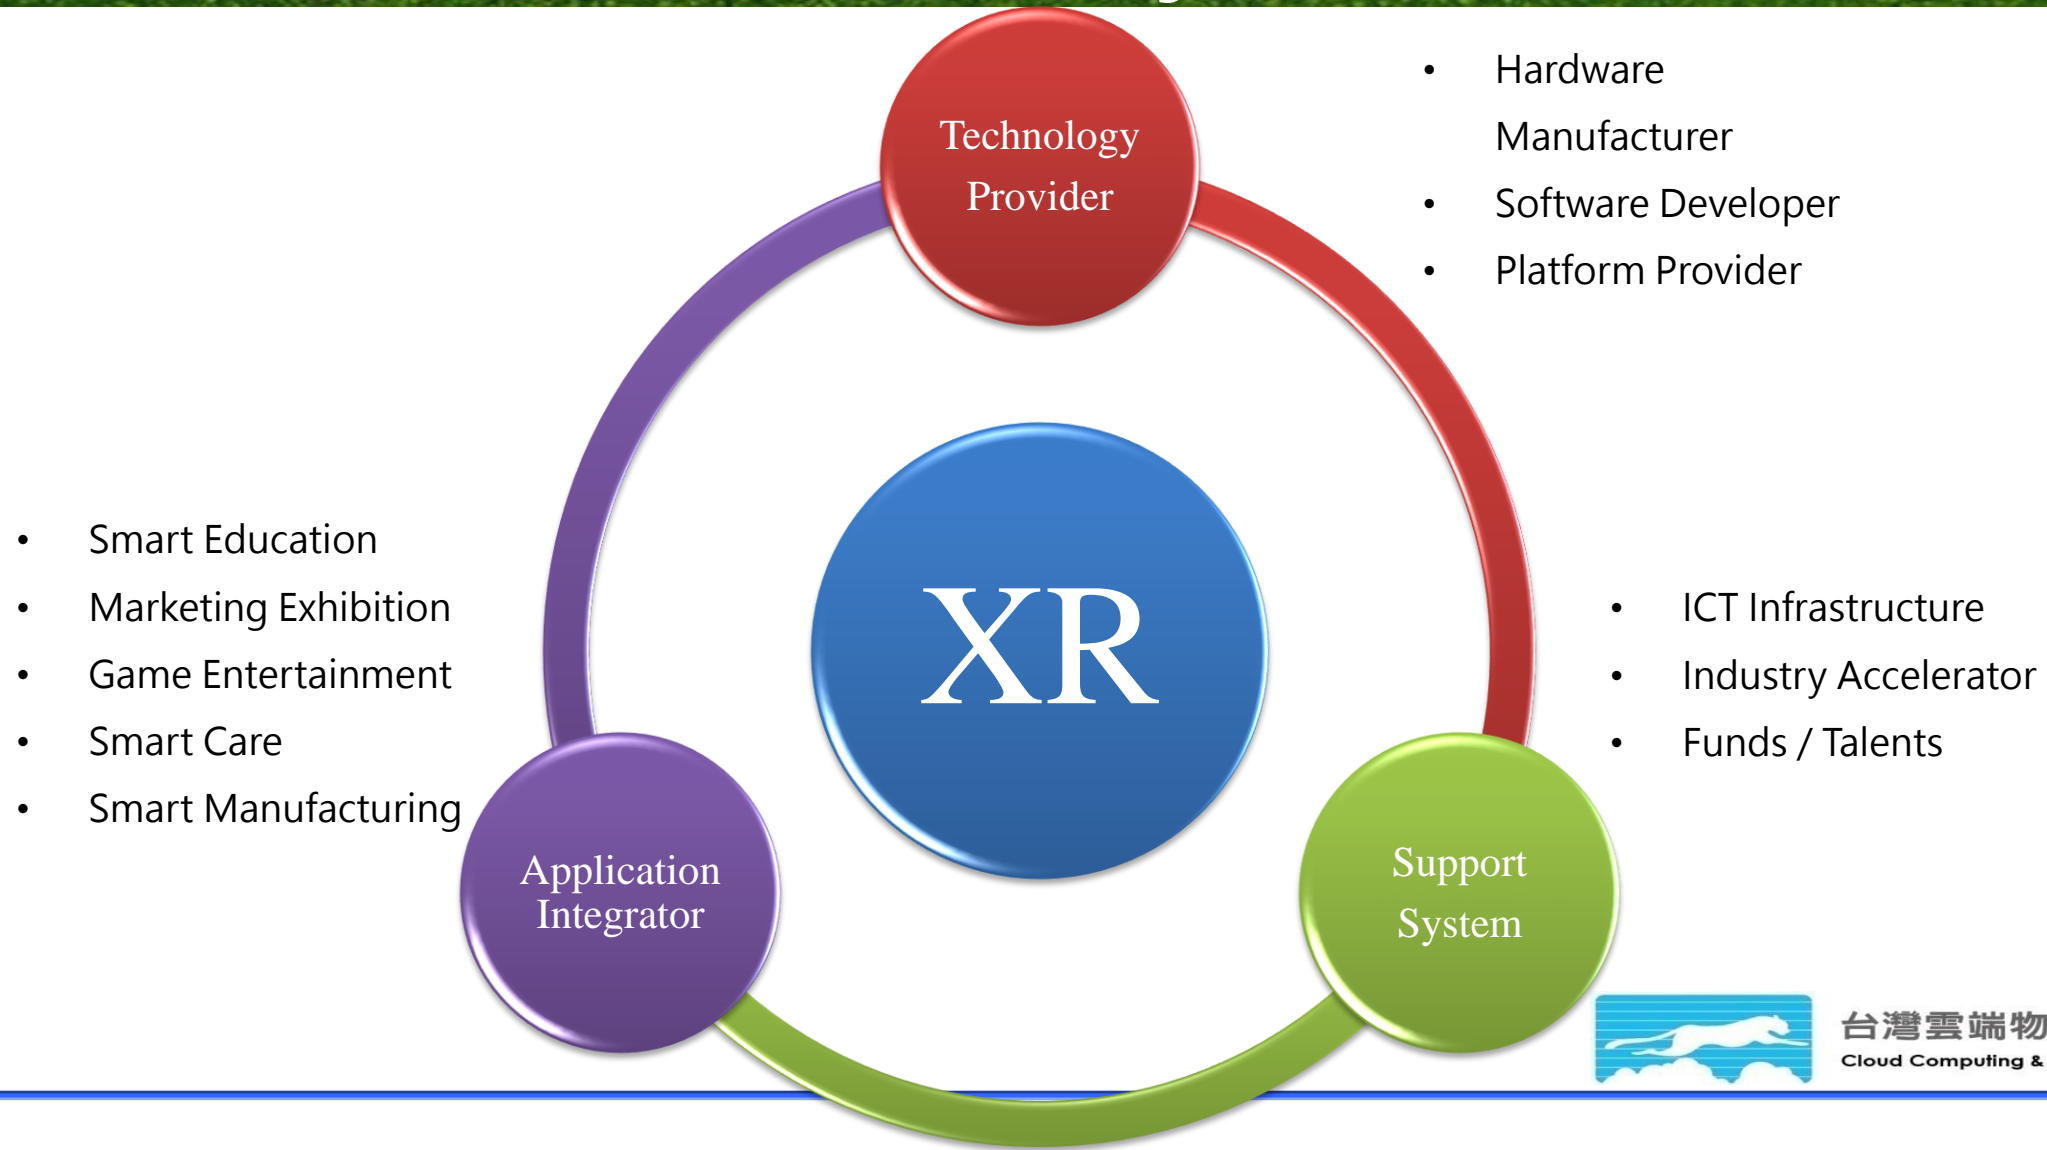 Technology
Provider
• Hardware
Manufacturer
• Software Developer
• Platform Provider
XR
• Smart Education
• Marketing Exhibition
• Game Entertainment
• Smart Care
• Smart Manufacturing
• ICT Infrastructure
• Industry Accelerator
• Funds / Talents
Application
Integrator
Support
System
台灣雲端物
Cloud Computing &